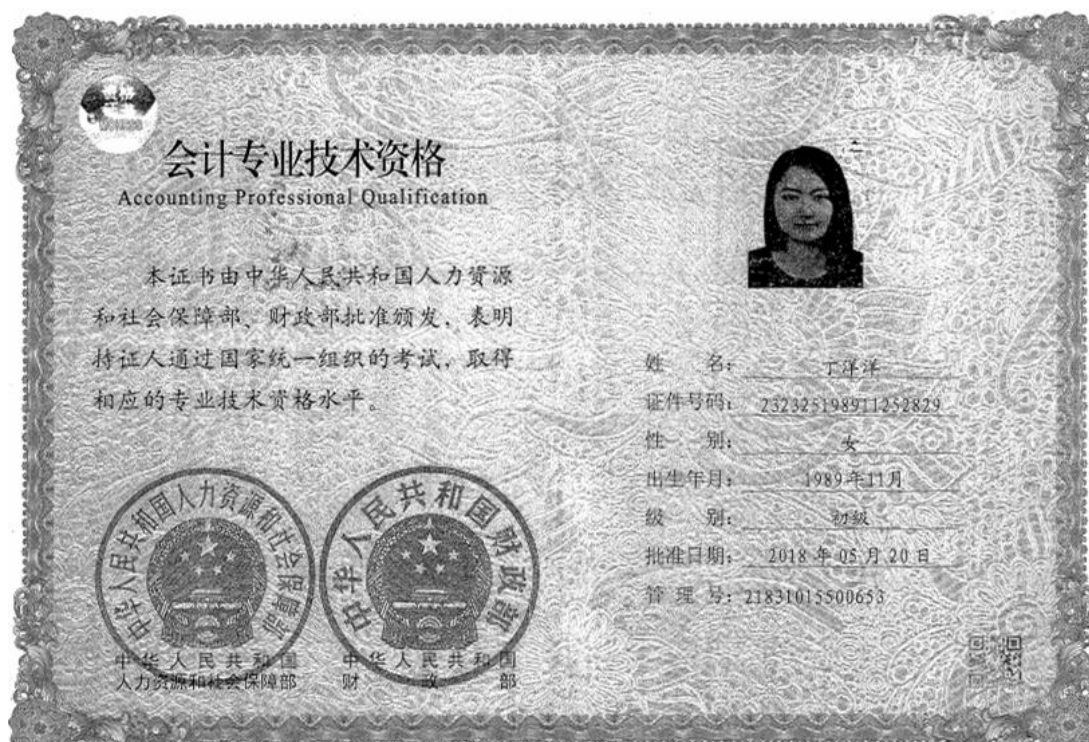 会计专业技术资格
Accounting Professional Qualification
本证书由中华人民共和国人力资源
和社会保障部、财政部批准颁发，表明
持证人通过国家统一组织的考试，取得
相应的专业技术资格水平。
中华人民共和国人力资源和社会保障部
中华人民共和国财政部
中华人民共和国
人力资源和社会保障部
中华人民共和国
财政部
姓名：丁洋洋
证件号码：232325198911252829
性别：女
出生年月：1989年11月
级别：初级
批准日期：2018年05月20日
管理号：21831015500653